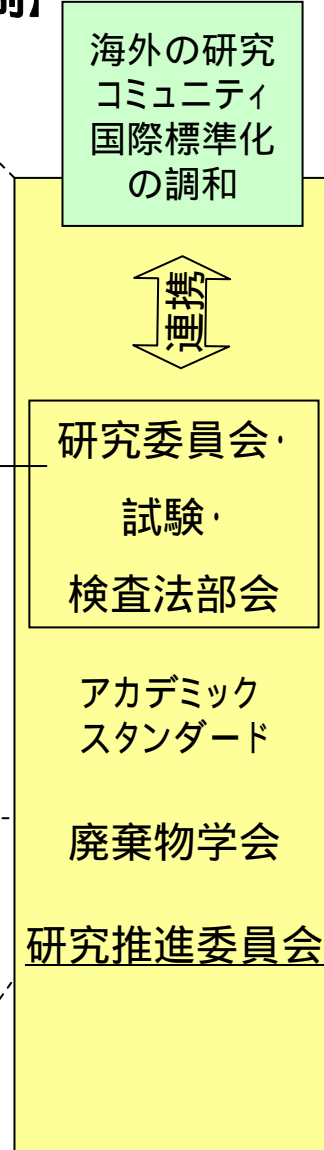 則】
海外の研究
コミュニティ
国際標準化
の調和
連携
研究委員会・
試験・
検査法部会
アカデミック
スタンダード
廃棄物学会
研究推進委員会